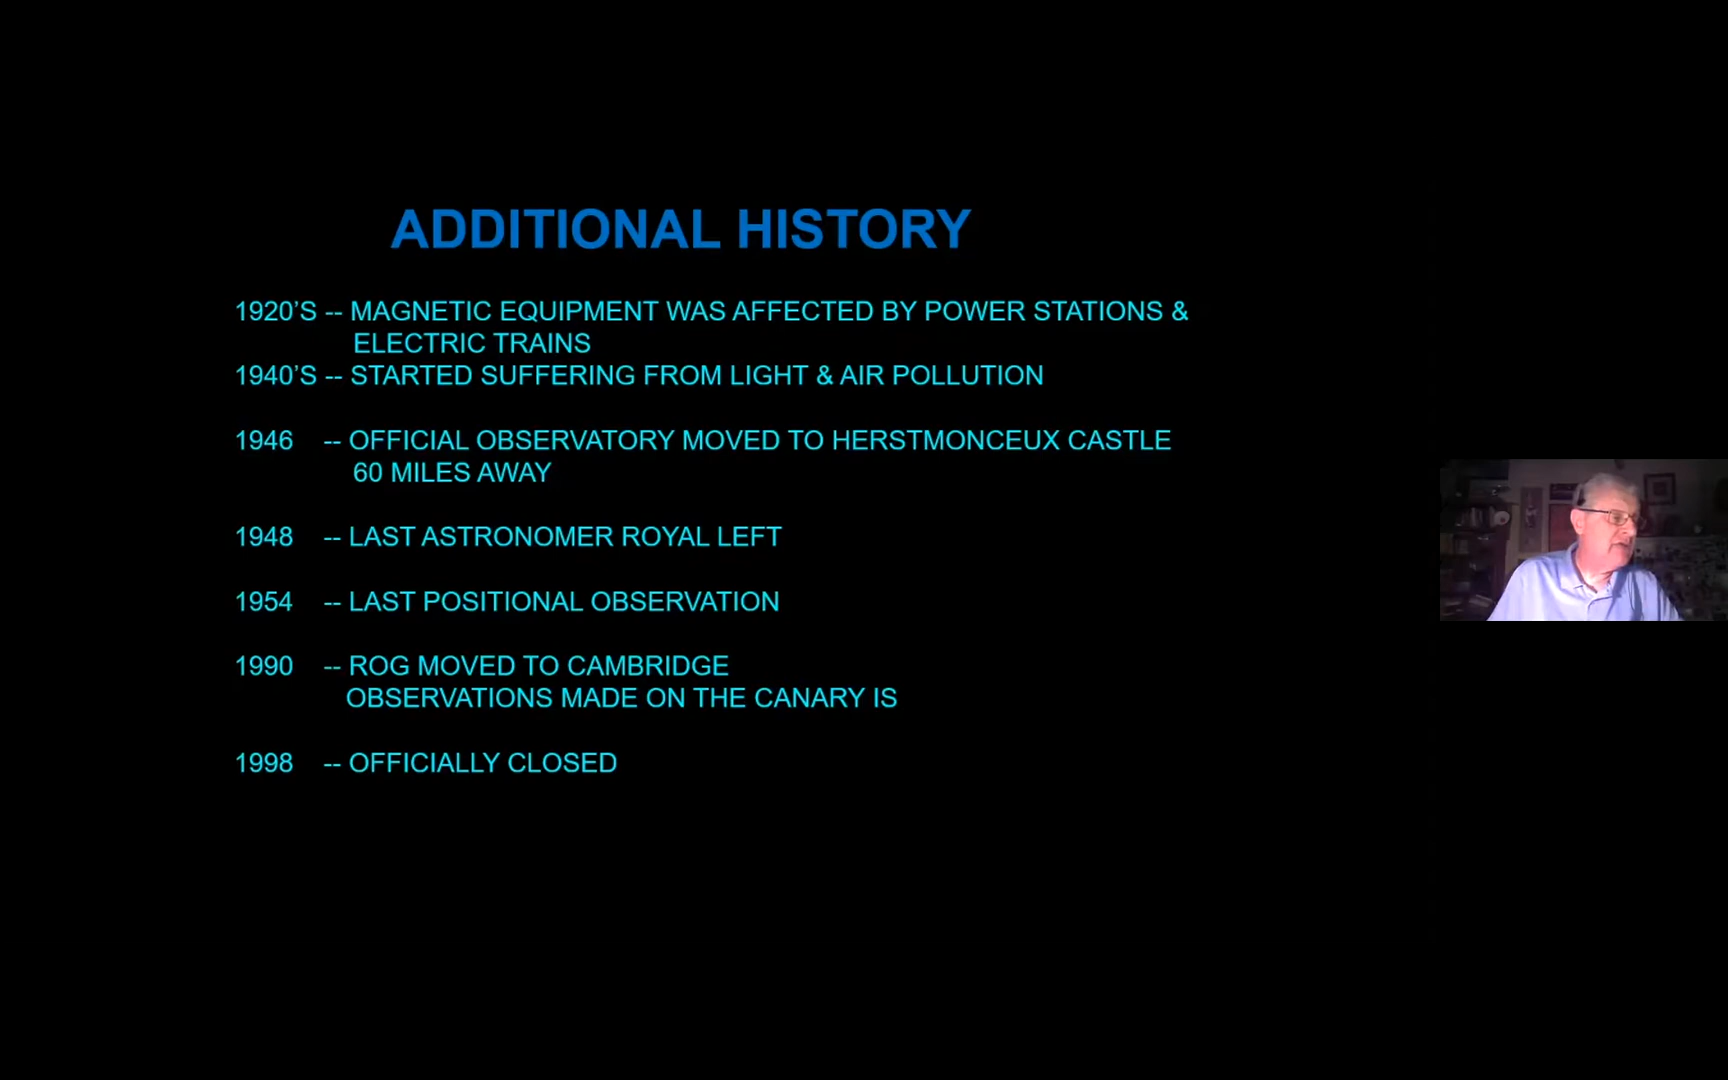 ADDITIONAL HISTORY
1920’S -- MAGNETIC EQUIPMENT WAS AFFECTED BY POWER STATIONS &
ELECTRIC TRAINS
1940’S -- STARTED SUFFERING FROM LIGHT & AIR POLLUTION
1946 -- OFFICIAL OBSERVATORY MOVED TO HERSTMONCEUX CASTLE
60 MILES AWAY
1948 -- LAST ASTRONOMER ROYAL LEFT
1954 -- LAST POSITIONAL OBSERVATION
1990 -- ROG MOVED TO CAMBRIDGE
OBSERVATIONS MADE ON THE CANARY IS
1998 -- OFFICIALLY CLOSED